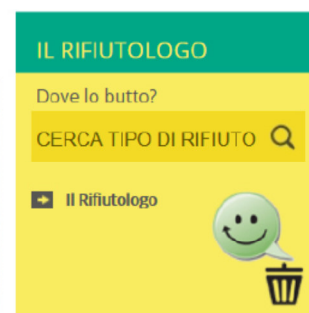 IL RIFIUTOLOGO
Dove lo butto?
CERCA TIPO DI RIFIUTO
Il Rifiutologo